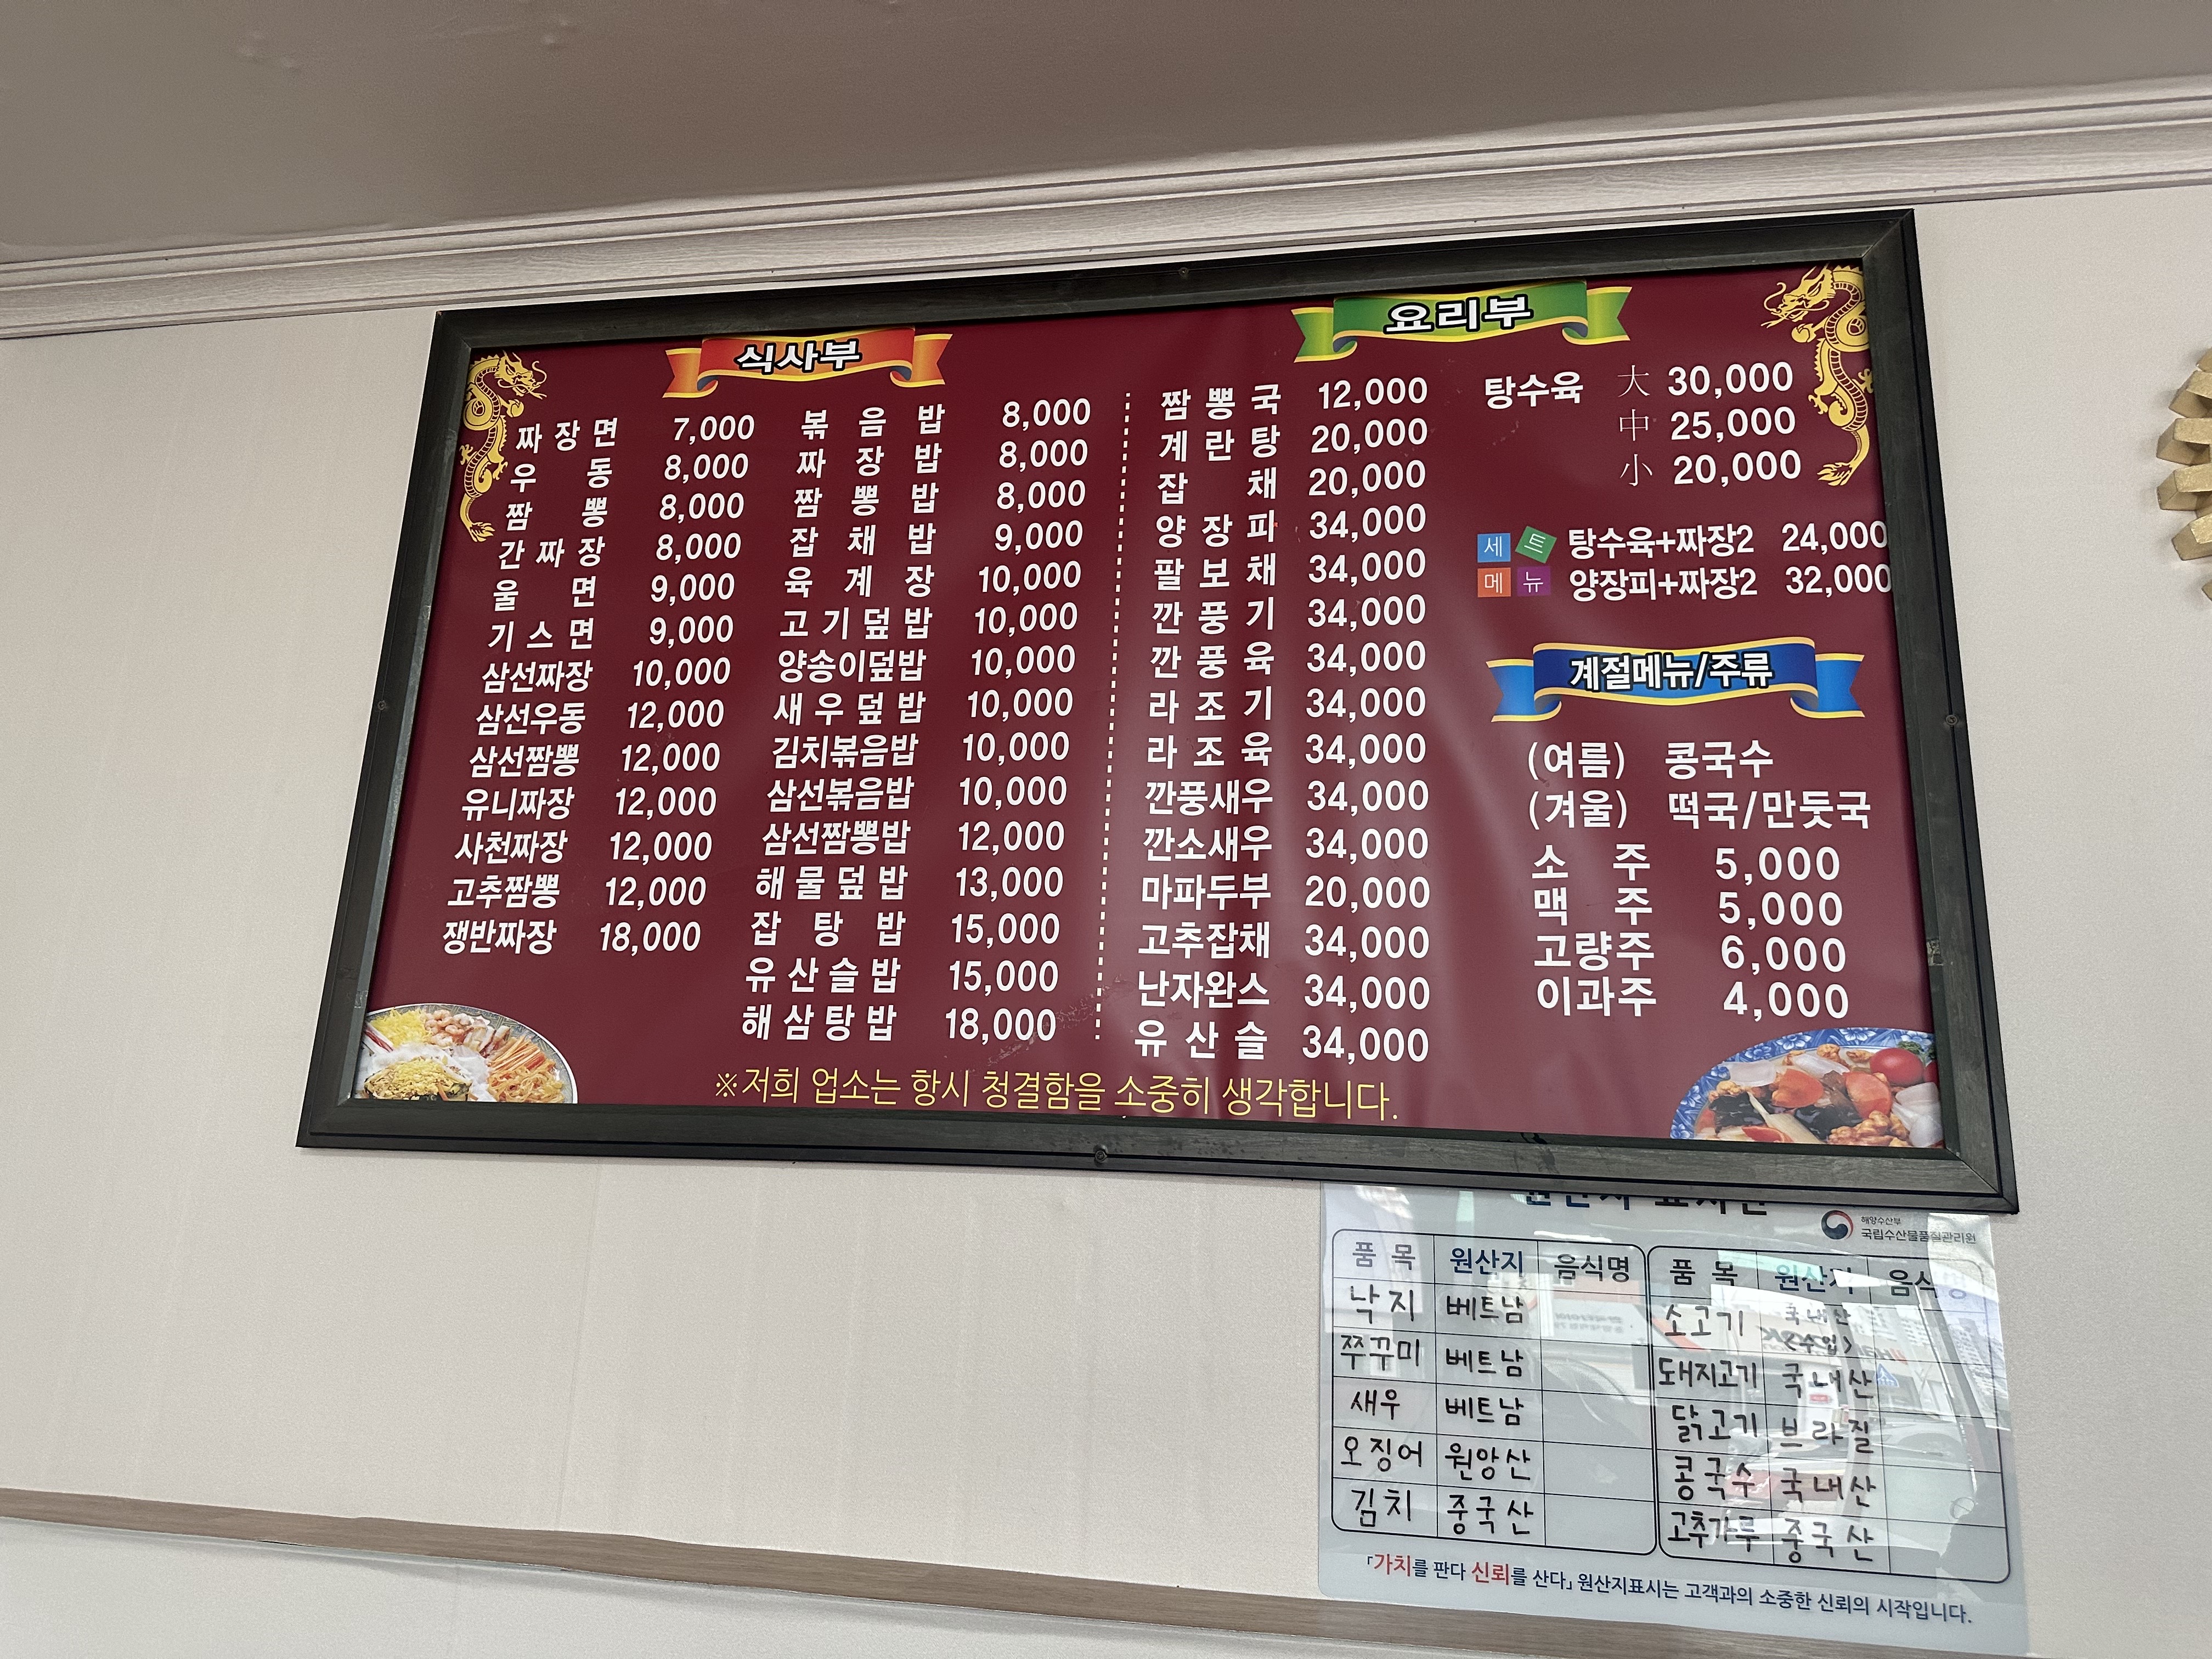 식사부
짜장면 7,000
우동 8,000
짬뽕 8,000
간짜장 8,000
울면 9,000
기스면 9,000
삼선짜장 10,000
삼선우동 12,000
삼선짬뽕 12,000
유니짜장 12,000
사천짜장 12,000
고추짬뽕 12,000
쟁반짜장 18,000
볶음밥 8,000
짜장밥 8,000
짬뽕밥 8,000
잡채밥 9,000
육계장 10,000
고기덮밥 10,000
양송이덮밥 10,000
새우덮밥 10,000
김치볶음밥 10,000
삼선볶음밥 10,000
삼선짬뽕밥 12,000
해물덮밥 13,000
잡탕밥 15,000
유산슬밥 15,000
해삼탕밥 18,000
요리부
짬뽕국 12,000
계란탕 20,000
잡채 20,000
양장피 34,000
팔보채 34,000
깐풍기 34,000
깐풍육 34,000
라조기 34,000
라조육 34,000
깐풍새우 34,000
깐소새우 34,000
마파두부 20,000
고추잡채 34,000
난자완스 34,000
유산슬 34,000
탕수육 大 30,000
中 25,000
小 20,000
세트메뉴
탕수육+짜장2 24,000
양장피+짜장2 32,000
계절메뉴/주류
(여름) 콩국수
(겨울) 떡국/만둣국
소주 5,000
맥주 5,000
고량주 6,000
이과주 4,000
※저희 업소는 항시 청결함을 소중히 생각합니다.
해양수산부
국립수산물품질관리원
품목 원산지 음식명
낙지 베트남
쭈꾸미 베트남
새우 베트남
오징어 원양산
김치 중국산
품목 원산지 음식명
소고기 국내산
<수입>
돼지고기 국내산
닭고기 브라질
콩국수 국내산
고추가루 중국산
「가치를 판다 신뢰를 산다」 원산지표시는 고객과의 소중한 신뢰의 시작입니다.